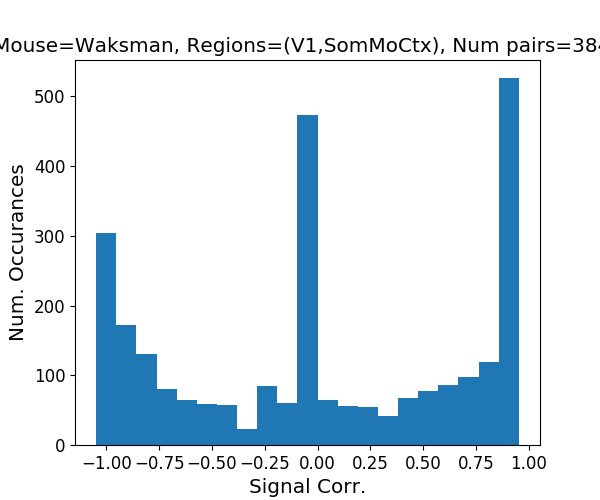 Mouse=Waksman, Regions=(V1,SomMoCtx), Num pairs=384
Num. Occurances
500
400
300
200
100
0
−1.00 −0.75 −0.50 −0.25 0.00 0.25 0.50 0.75 1.00
Signal Corr.